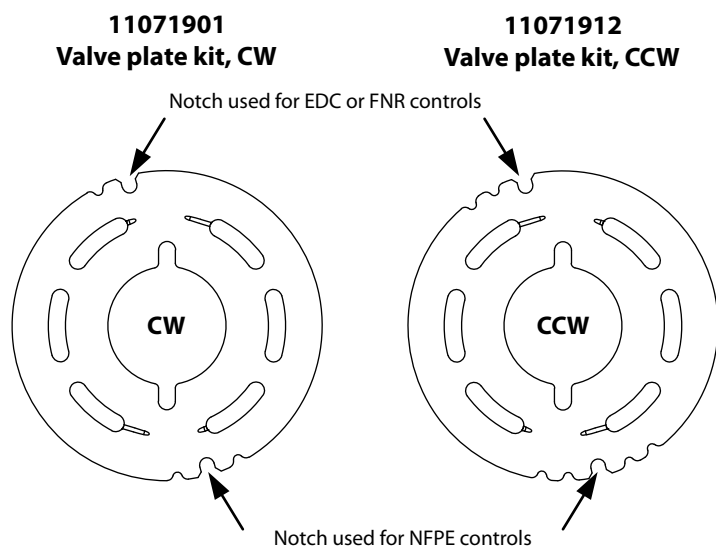 11071901
Valve plate kit, CW
11071912
Valve plate kit, CCW
Notch used for EDC or FNR controls
CW
CCW
Notch used for NFPE controls